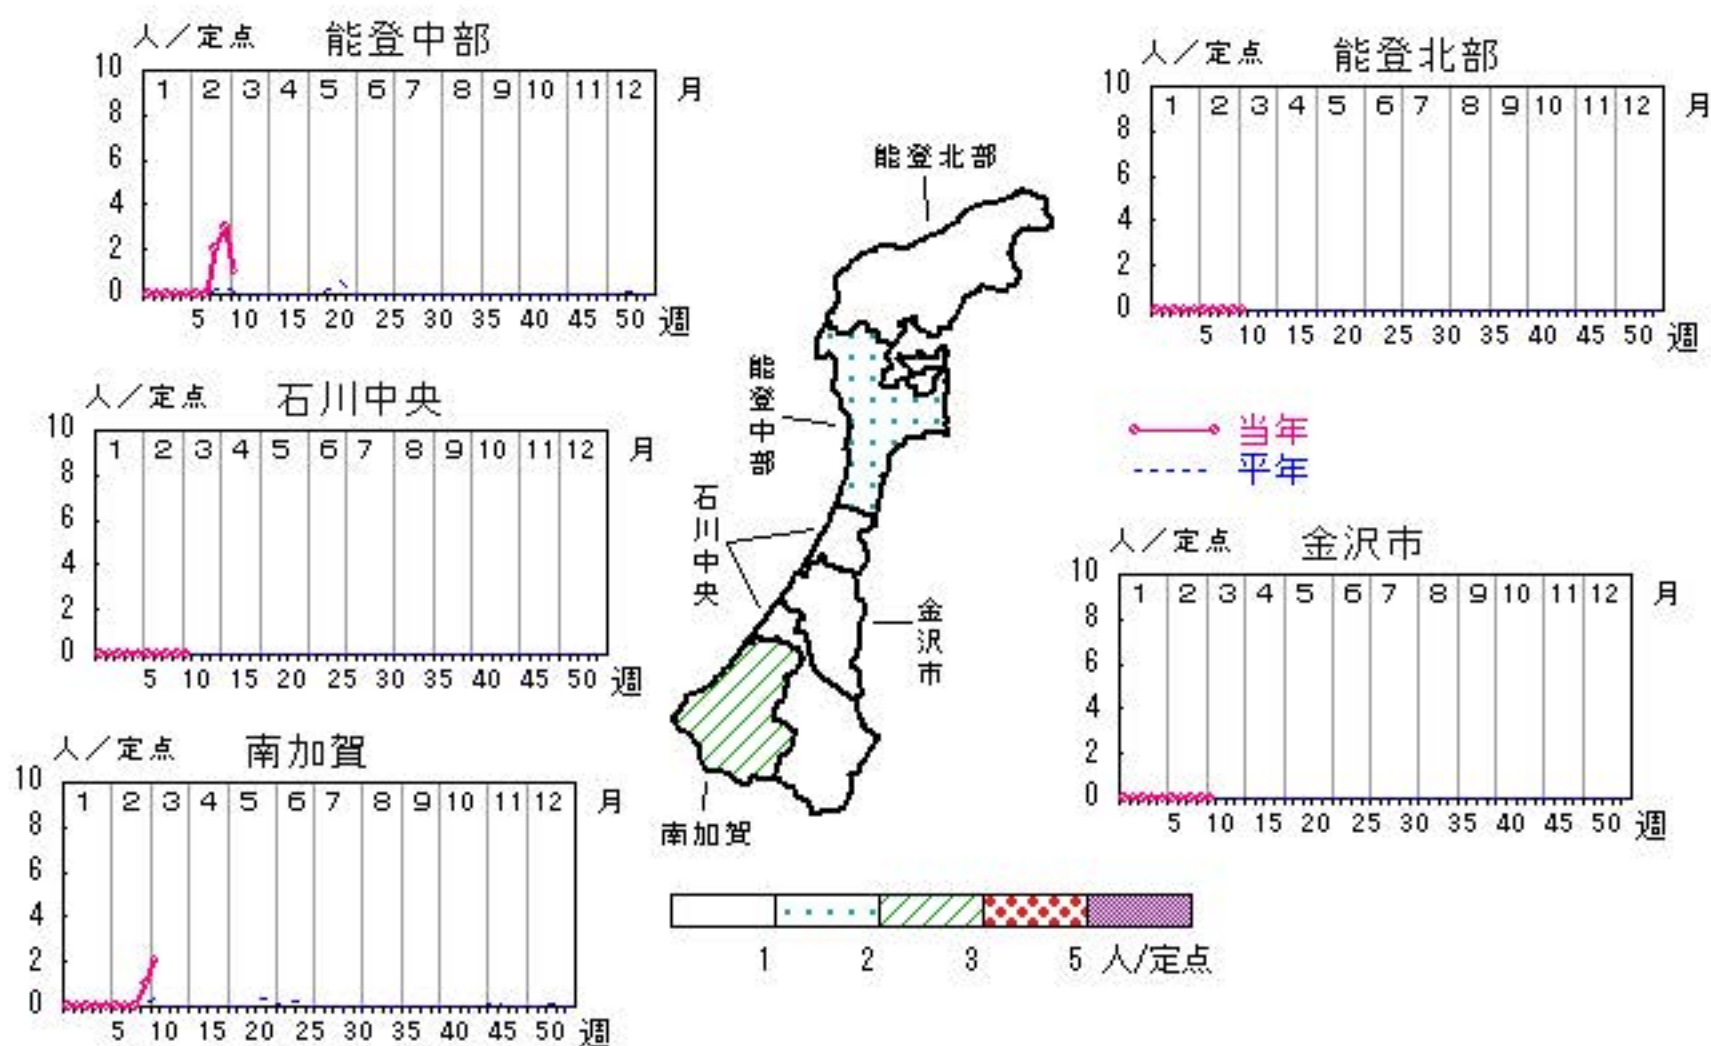 人／定点 能登中部
10 8 6 4 2 0
1 2 3 4 5 6 7 8 9 10 11 12 月
5 10 15 20 25 30 35 40 45 50 週
人／定点 能登北部
10 8 6 4 2 0
1 2 3 4 5 6 7 8 9 10 11 12 月
5 10 15 20 25 30 35 40 45 50 週
人／定点 石川中央
10 8 6 4 2 0
1 2 3 4 5 6 7 8 9 10 11 12 月
5 10 15 20 25 30 35 40 45 50 週
能登北部
能登中部
石川中央
金沢市
南加賀
当年
平年
人／定点 金沢市
10 8 6 4 2 0
1 2 3 4 5 6 7 8 9 10 11 12 月
5 10 15 20 25 30 35 40 45 50 週
人／定点 南加賀
10 8 6 4 2 0
1 2 3 4 5 6 7 8 9 10 11 12 月
5 10 15 20 25 30 35 40 45 50 週
1 2 3 5 人/定点